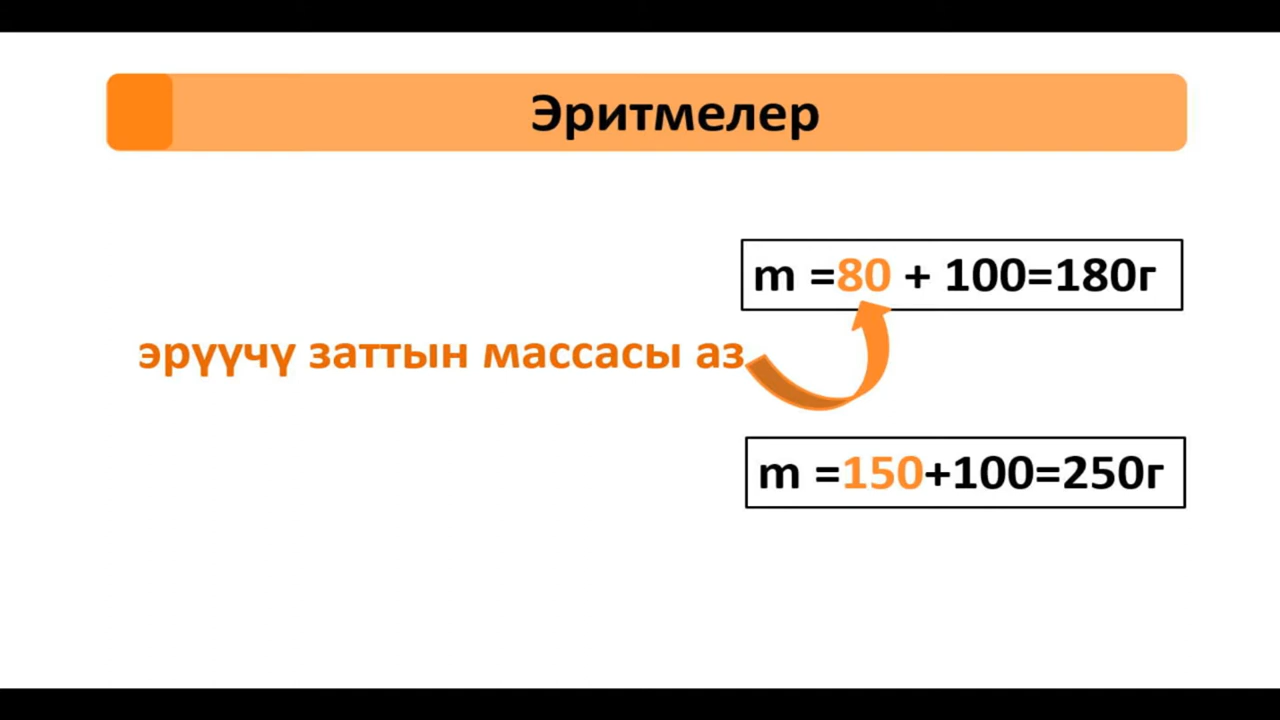 Эритмелер
m =80 + 100=180г
эрүүчү заттын массасы аз
m =150+100=250г